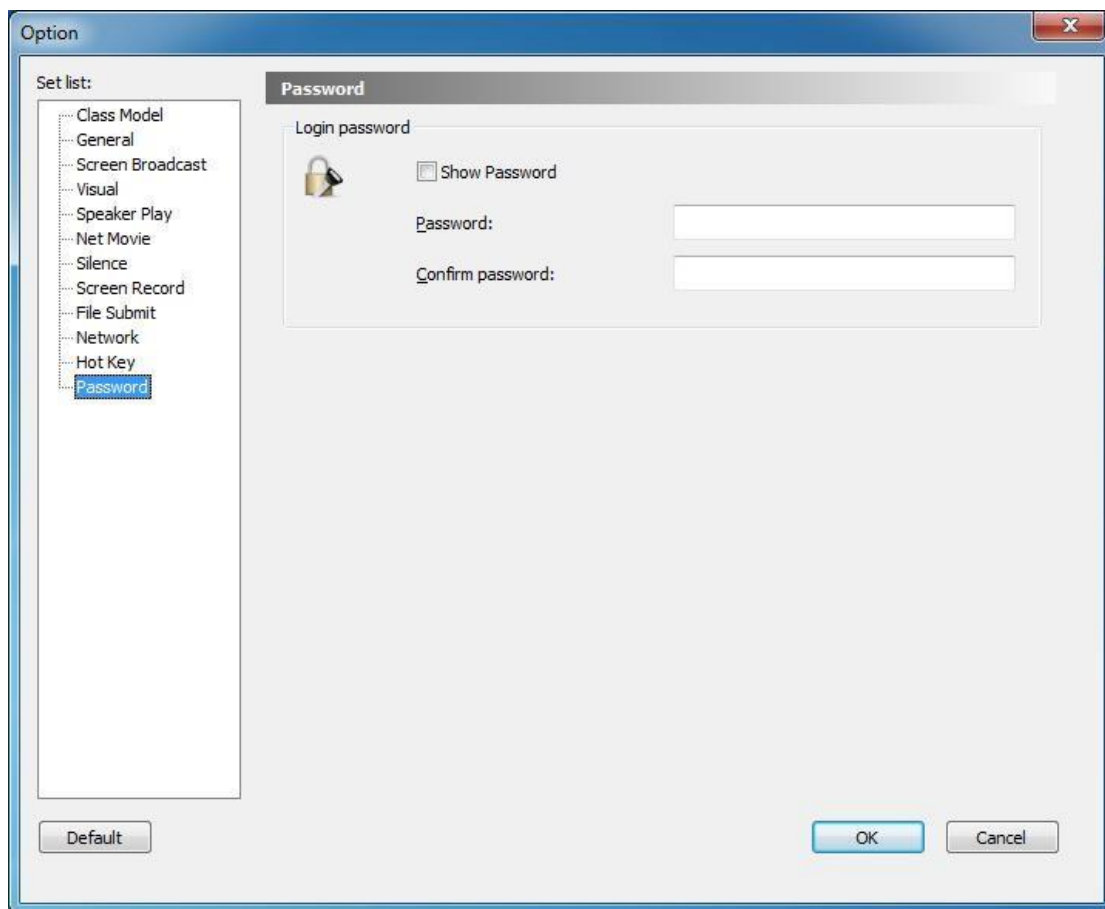 Option
Set list:
Class Model
General
Screen Broadcast
Visual
Speaker Play
Net Movie
Silence
Screen Record
File Submit
Network
Hot Key
Password
Password
Login password
Show Password
Password:
Confirm password:
Default
OK
Cancel